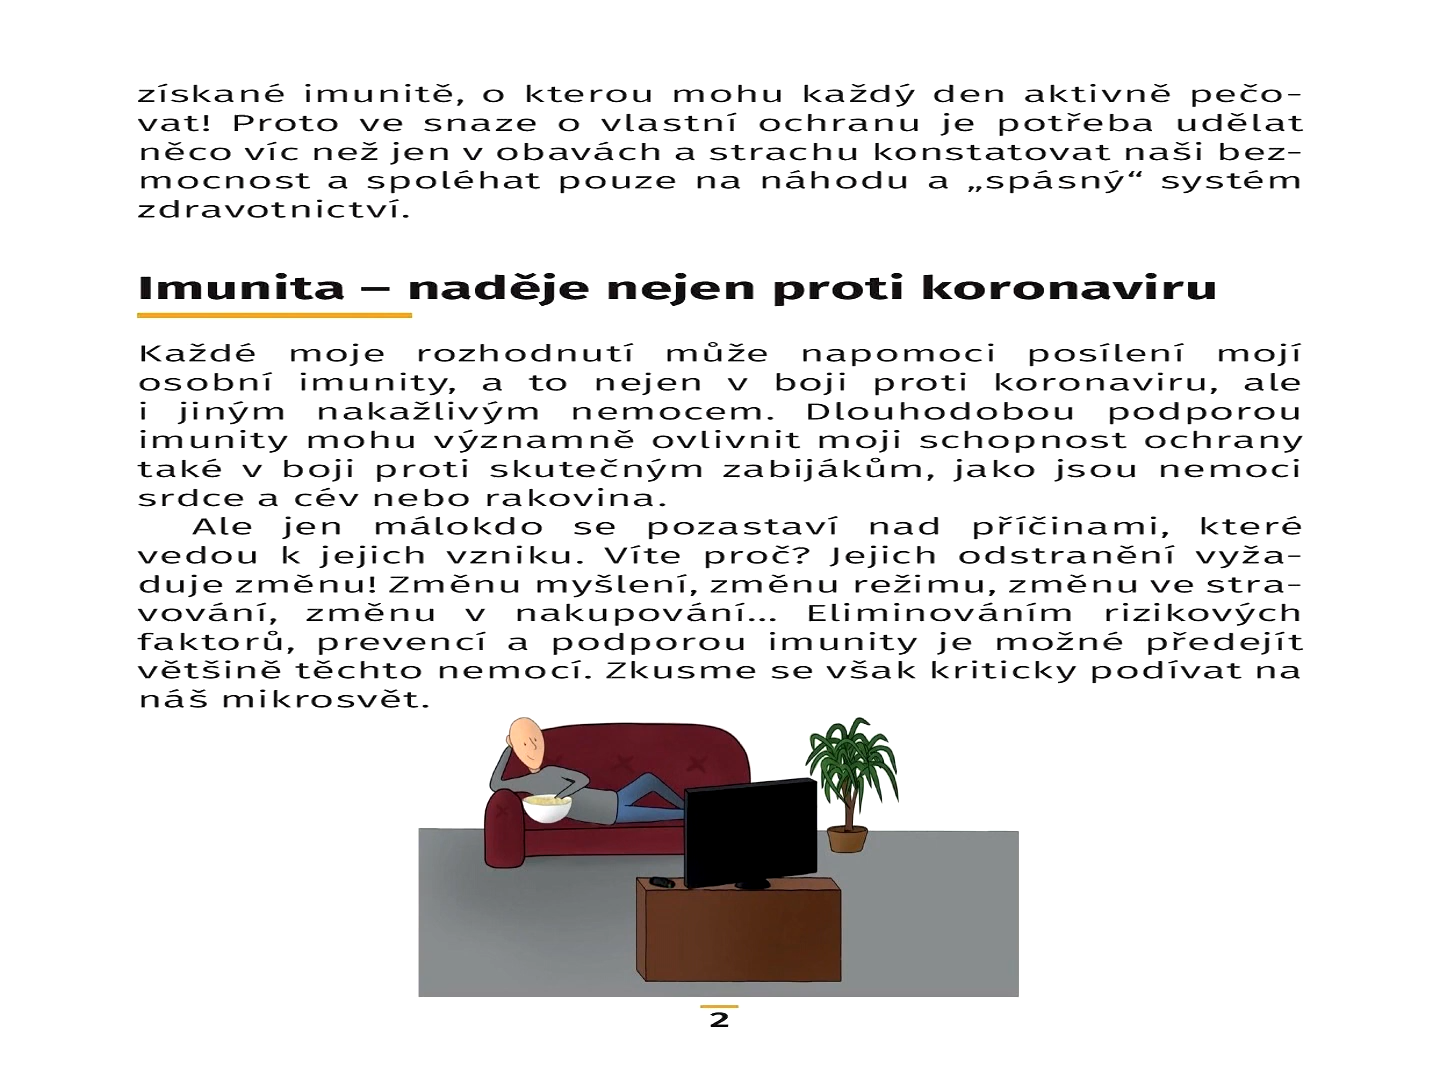 získané imunitě, o kterou mohu každý den aktivně pečo-
vat! Proto ve snaze o vlastní ochranu je potřeba udělat
něco víc než jen v obavách a strachu konstatovat naši bez-
mocnost a spoléhat pouze na náhodu a „spásný“ systém
zdravotnictví.
Imunita – naděje nejen proti koronaviru
Každé moje rozhodnutí může napomoci posílení mojí
osobní imunity, a to nejen v boji proti koronaviru, ale
i jiným nakažlivým nemocem. Dlouhodobou podporou
imunity mohu významně ovlivnit moji schopnost ochrany
také v boji proti skutečným zabijákům, jako jsou nemoci
srdce a cév nebo rakovina.
Ale jen málokdo se pozastaví nad příčinami, které
vedou k jejich vzniku. Víte proč? Jejich odstranění vyža-
duje změnu! Změnu myšlení, změnu režimu, změnu ve stra-
vování, změnu v nakupování... Eliminováním rizikových
faktorů, prevencí a podporou imunity je možné předejít
většině těchto nemocí. Zkusme se však kriticky podívat na
náš mikrosvět.
2